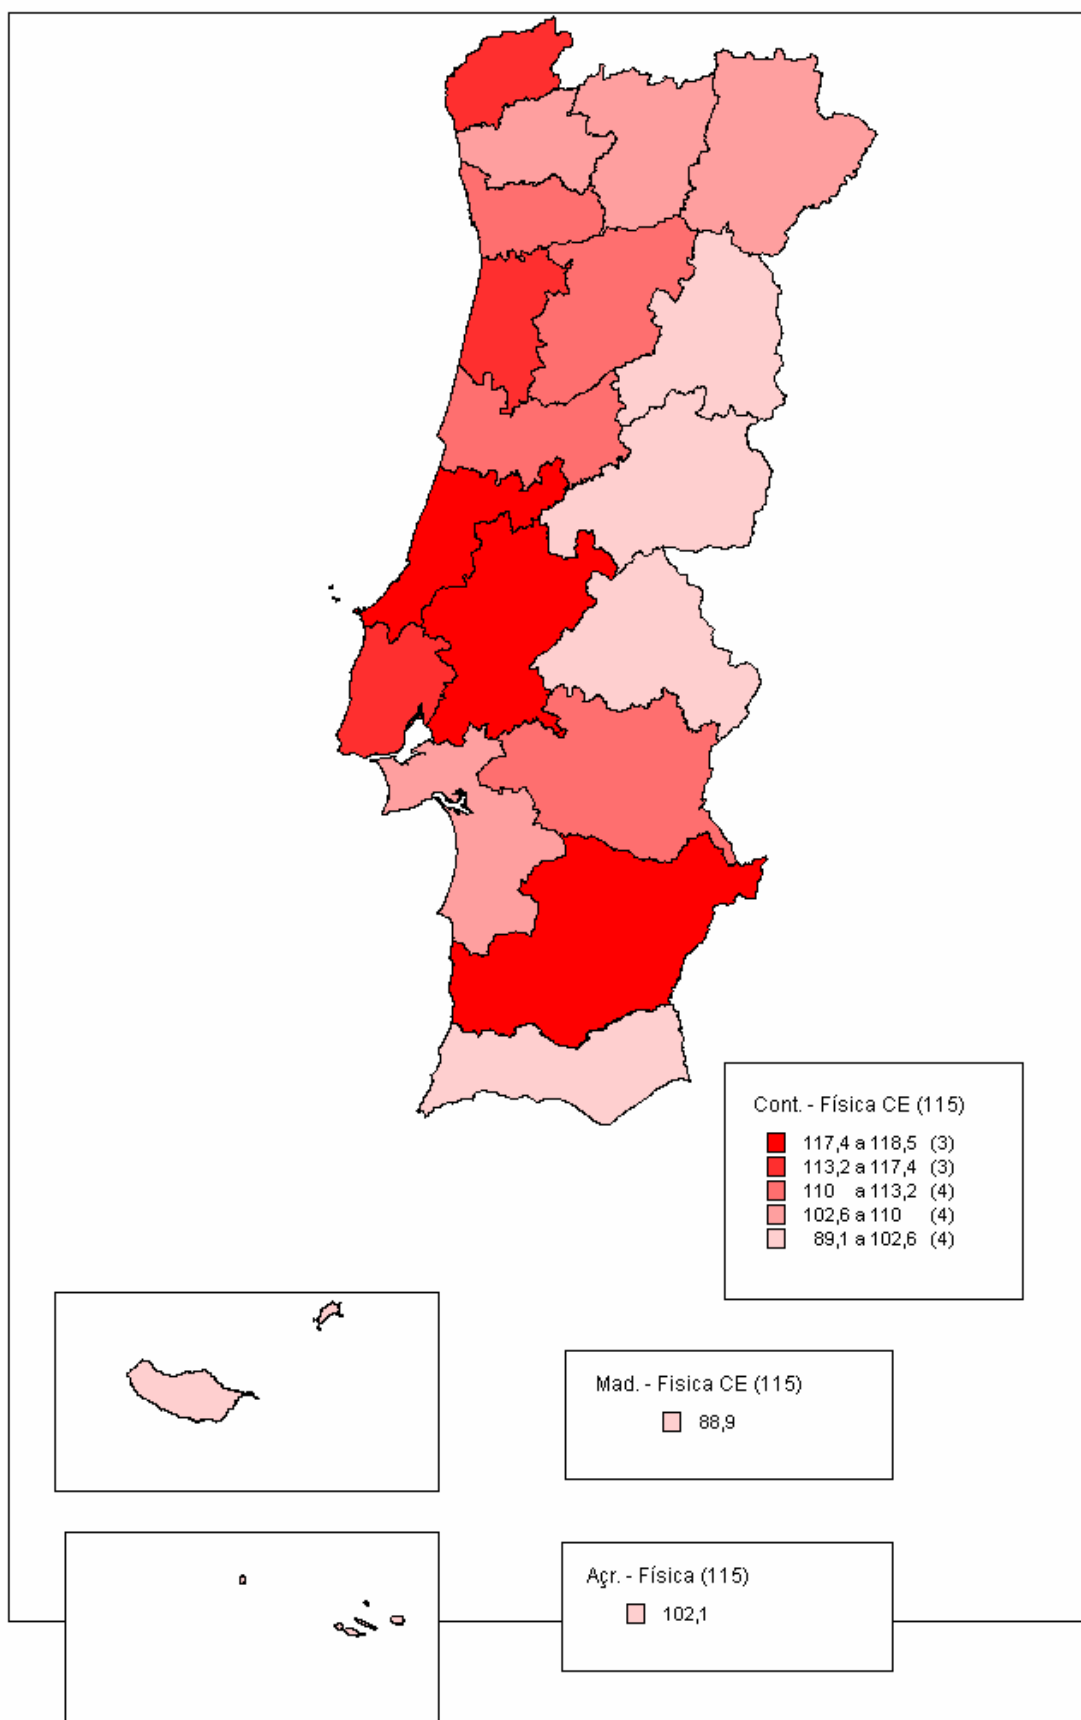 Cont. - Física CE (115)
117,4 a 118,5 (3)
113,2 a 117,4 (3)
110 a 113,2 (4)
102,6 a 110 (4)
89,1 a 102,6 (4)
Mad. - Fisica CE (115)
88,9
Açr. - Física (115)
102,1